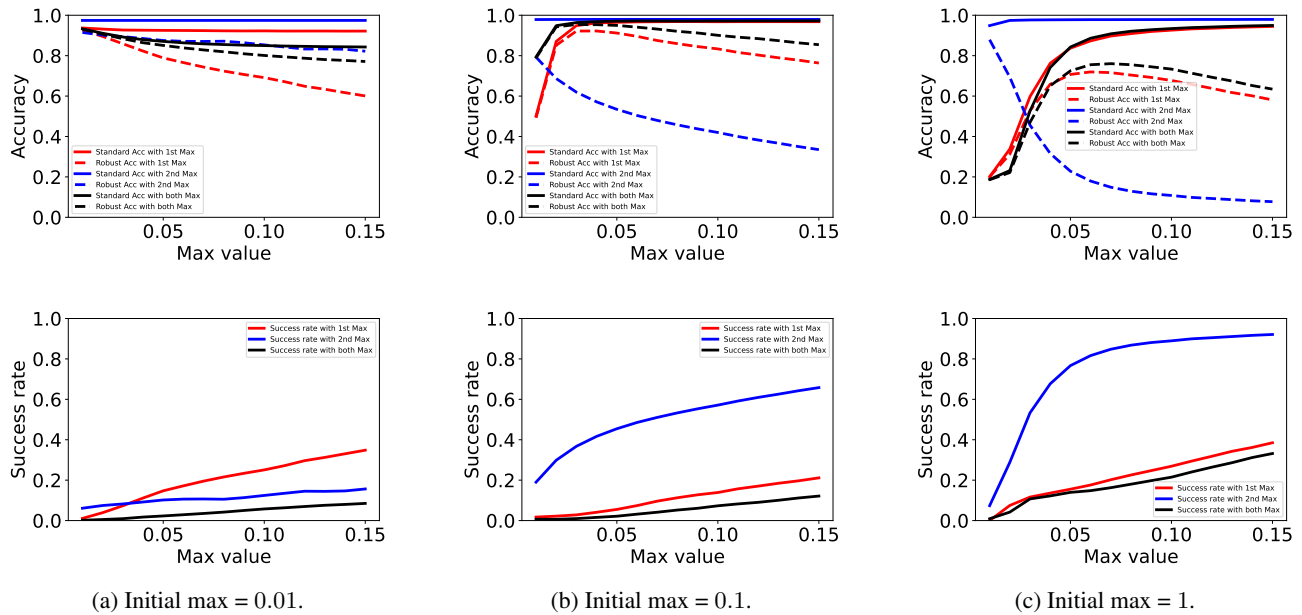 1.0
0.8
0.6
0.4
0.2
0.0
Accuracy
Standard Acc with 1st Max
Robust Acc with 1st Max
Standard Acc with 2nd Max
Robust Acc with 2nd Max
Standard Acc with both Max
Robust Acc with both Max
0.05 0.10 0.15
Max value
1.0
0.8
0.6
0.4
0.2
0.0
Accuracy
Standard Acc with 1st Max
Robust Acc with 1st Max
Standard Acc with 2nd Max
Robust Acc with 2nd Max
Standard Acc with both Max
Robust Acc with both Max
0.05 0.10 0.15
Max value
1.0
0.8
0.6
0.4
0.2
0.0
Accuracy
Standard Acc with 1st Max
Robust Acc with 1st Max
Standard Acc with 2nd Max
Robust Acc with 2nd Max
Standard Acc with both Max
Robust Acc with both Max
0.05 0.10 0.15
Max value
1.0
0.8
0.6
0.4
0.2
0.0
Success rate
Success rate with 1st Max
Success rate with 2nd Max
Success rate with both Max
0.05 0.10 0.15
Max value
1.0
0.8
0.6
0.4
0.2
0.0
Success rate
Success rate with 1st Max
Success rate with 2nd Max
Success rate with both Max
0.05 0.10 0.15
Max value
1.0
0.8
0.6
0.4
0.2
0.0
Success rate
Success rate with 1st Max
Success rate with 2nd Max
Success rate with both Max
0.05 0.10 0.15
Max value
(a) Initial max = 0.01.
(b) Initial max = 0.1.
(c) Initial max = 1.